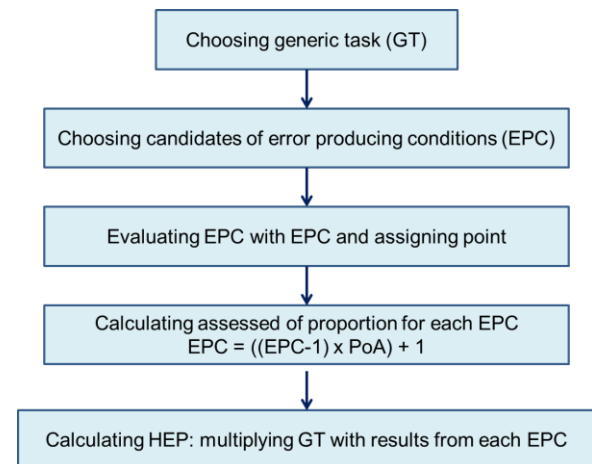 Choosing generic task (GT)
Choosing candidates of error producing conditions (EPC)
Evaluating EPC with EPC and assigning point
Calculating assessed of proportion for each EPC
EPC = ((EPC-1) x PoA) + 1
Calculating HEP: multiplying GT with results from each EPC